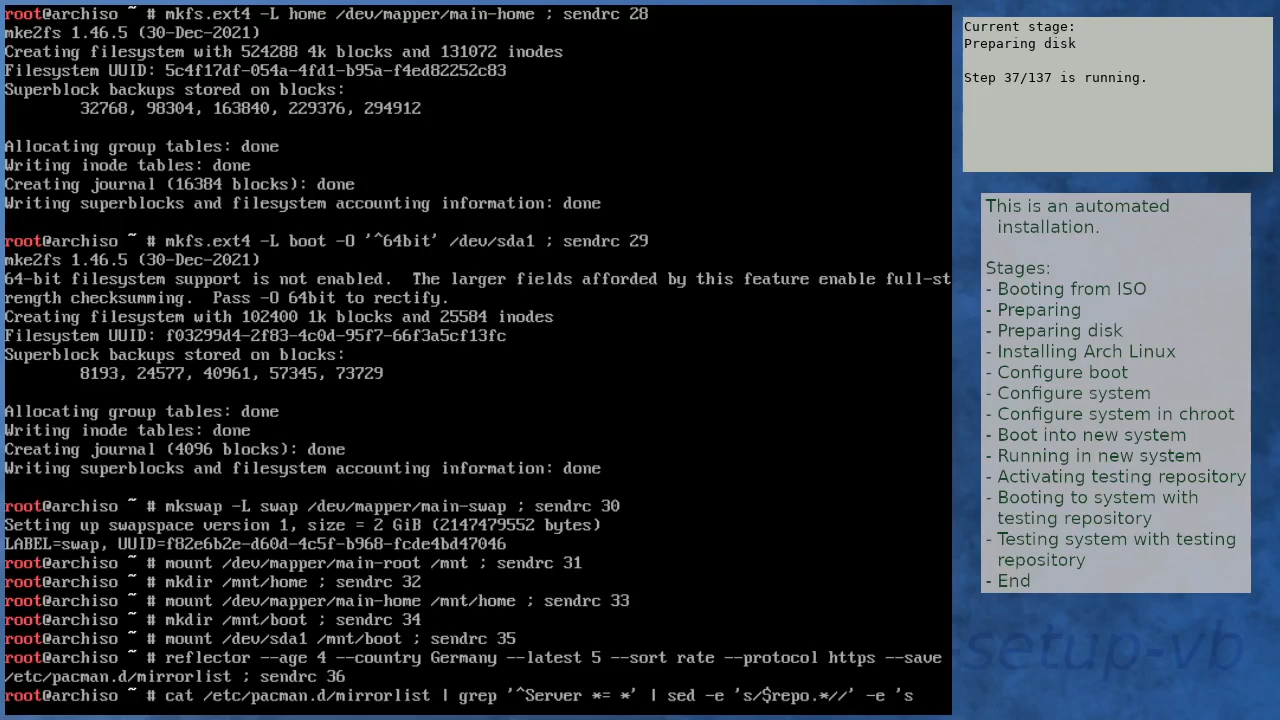 root@archiso ~ # mkfs.ext4 -L home /dev/mapper/main-home ; sendrc 28
mke2fs 1.46.5 (30-Dec-2021)
Creating filesystem with 524288 4k blocks and 131072 inodes
Filesystem UUID: 5c4f17df-054a-4fd1-b95a-f4ed82252c83
Superblock backups stored on blocks:
        32768, 98304, 163840, 229376, 294912

Allocating group tables: done
Writing inode tables: done
Creating journal (16384 blocks): done
Writing superblocks and filesystem accounting information: done

root@archiso ~ # mkfs.ext4 -L boot -O '^64bit' /dev/sda1 ; sendrc 29
mke2fs 1.46.5 (30-Dec-2021)
64-bit filesystem support is not enabled.  The larger fields afforded by this feature enable full-st
rength checksumming.  Pass -O 64bit to rectify.
Creating filesystem with 102400 1k blocks and 25584 inodes
Filesystem UUID: f03299d4-2f83-4c0d-95f7-66f3a5cf13fc
Superblock backups stored on blocks:
        8193, 24577, 40961, 57345, 73729

Allocating group tables: done
Writing inode tables: done
Creating journal (4096 blocks): done
Writing superblocks and filesystem accounting information: done

root@archiso ~ # mkswap -L swap /dev/mapper/main-swap ; sendrc 30
Setting up swapspace version 1, size = 2 GiB (2147479552 bytes)
LABEL=swap, UUID=f82e6b2e-d60d-4c5f-b968-fcde4bd47046
root@archiso ~ # mount /dev/mapper/main-root /mnt ; sendrc 31
root@archiso ~ # mkdir /mnt/home ; sendrc 32
root@archiso ~ # mount /dev/mapper/main-home /mnt/home ; sendrc 33
root@archiso ~ # mkdir /mnt/boot ; sendrc 34
root@archiso ~ # mount /dev/sda1 /mnt/boot ; sendrc 35
root@archiso ~ # reflector --age 4 --country Germany --latest 5 --sort rate --protocol https --save
/etc/pacman.d/mirrorlist ; sendrc 36
root@archiso ~ # cat /etc/pacman.d/mirrorlist | grep '^Server *= *' | sed -e 's/$repo.*//' -e 's
Current stage:
Preparing disk

Step 37/137 is running.
This is an automated
installation.

Stages:
- Booting from ISO
- Preparing
- Preparing disk
- Installing Arch Linux
- Configure boot
- Configure system
- Configure system in chroot
- Boot into new system
- Running in new system
- Activating testing repository
- Booting to system with
testing repository
- Testing system with testing
repository
- End
-setup-vb